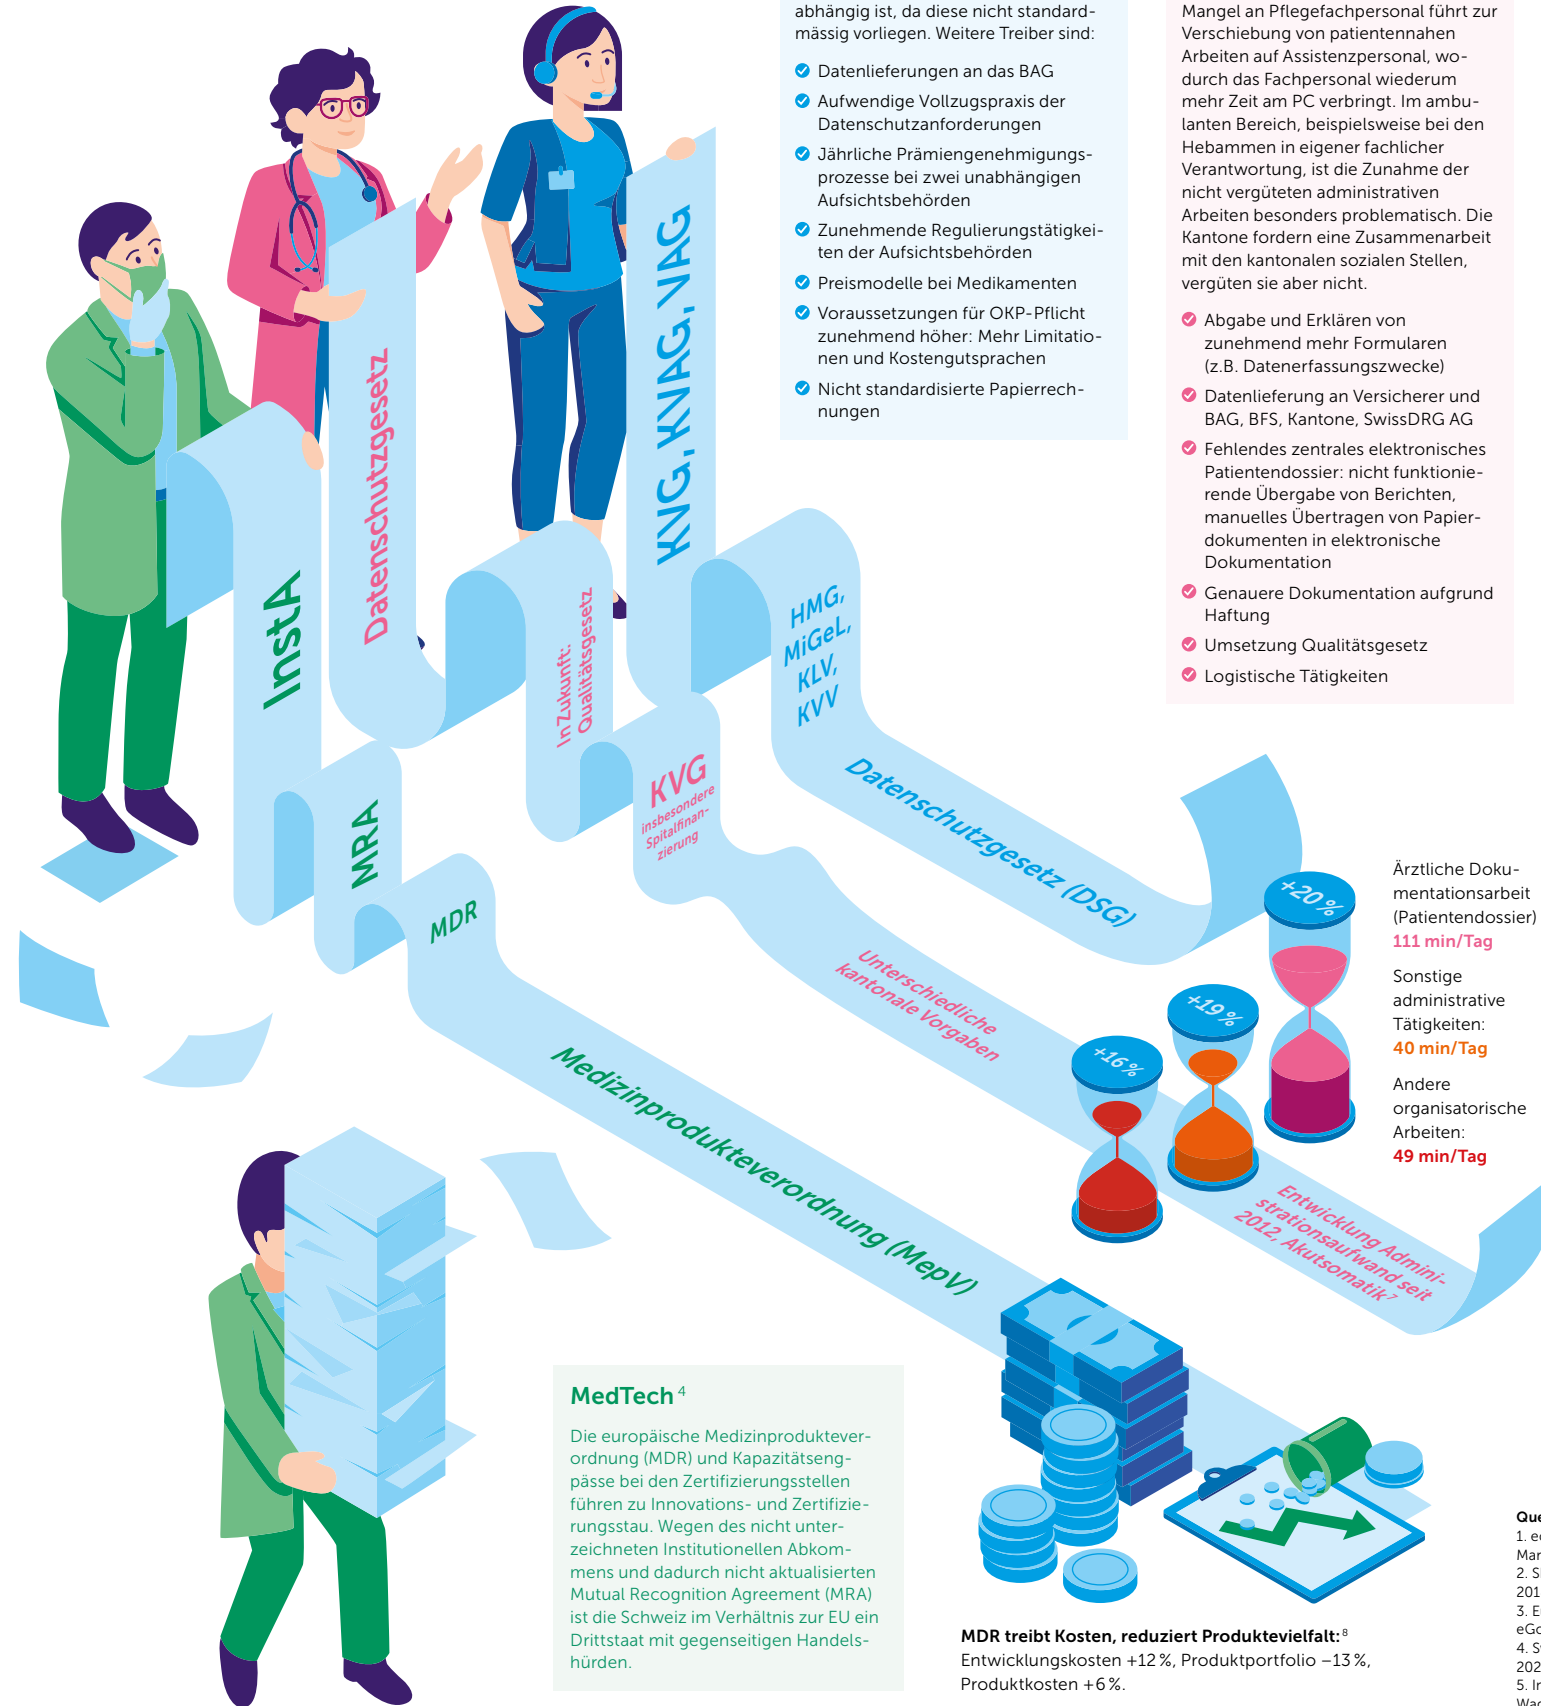 abhängig ist, da diese nicht standard-
mässig vorliegen. Weitere Treiber sind:
Datenlieferungen an das BAG
Aufwendige Vollzugspraxis der
Datenschutzanforderungen
Jährliche Prämiengenehmigungs-
prozesse bei zwei unabhängigen
Aufsichtsbehörden
Zunehmende Regulierungstätigkei-
ten der Aufsichtsbehörden
Preismodelle bei Medikamenten
Voraussetzungen für OKP-Pflicht
zunehmend höher: Mehr Limitatio-
nen und Kostengutsprachen
Nicht standardisierte Papierrech-
nungen
Mangel an Pflegefachpersonal führt zur
Verschiebung von patientennahen
Arbeiten auf Assistenzpersonal, wo-
durch das Fachpersonal wiederum
mehr Zeit am PC verbringt. Im ambu-
lanten Bereich, beispielsweise bei den
Hebammen in eigener fachlicher
Verantwortung, ist die Zunahme der
nicht vergüteten administrativen
Arbeiten besonders problematisch. Die
Kantone fordern eine Zusammenarbeit
mit den kantonalen sozialen Stellen,
vergüten sie aber nicht.
Abgabe und Erklären von
zunehmend mehr Formularen
(z.B. Datenerfassungszwecke)
Datenlieferung an Versicherer und
BAG, BFS, Kantone, SwissDRG AG
Fehlendes zentrales elektronisches
Patientendossier: nicht funktionie-
rende Übergabe von Berichten,
manuelles Übertragen von Papier-
dokumenten in elektronische
Dokumentation
Genauere Dokumentation aufgrund
Haftung
Umsetzung Qualitätsgesetz
Logistische Tätigkeiten
InstA
MRA
MDR
Medizinprodukteverordnung (MepV)
Datenschutzgesetz
In Zukunft:
Qualitätsgesetz
KVG
insbesondere
Spitalfinan-
zierung
Unterschiedliche
kantonale Vorgaben
Entwicklung Admini-
strationsaufwand seit
2012, Akutsomatik7
KVG, KVAG, VAG
HMG,
MiGeL,
KLV,
KVV
Datenschutzgesetz (DSG)
+20%
+19%
+16%
Ärztliche Doku-
mentationsarbeit
(Patientendossier)
111 min/Tag
Sonstige
administrative
Tätigkeiten:
40 min/Tag
Andere
organisatorische
Arbeiten:
49 min/Tag
MedTech4
Die europäische Medizinproduktever-
ordnung (MDR) und Kapazitätseng-
pässe bei den Zertifizierungsstellen
führen zu Innovations- und Zertifizie-
rungsstau. Wegen des nicht unter-
zeichneten Institutionellen Abkom-
mens und dadurch nicht aktualisierten
Mutual Recognition Agreement (MRA)
ist die Schweiz im Verhältnis zur EU ein
Drittstaat mit gegenseitigen Handels-
hürden.
MDR treibt Kosten, reduziert Produktevielfalt:8
Entwicklungskosten +12%, Produktportfolio –13%,
Produktkosten +6%.
1.
2.
3.
4.
5.